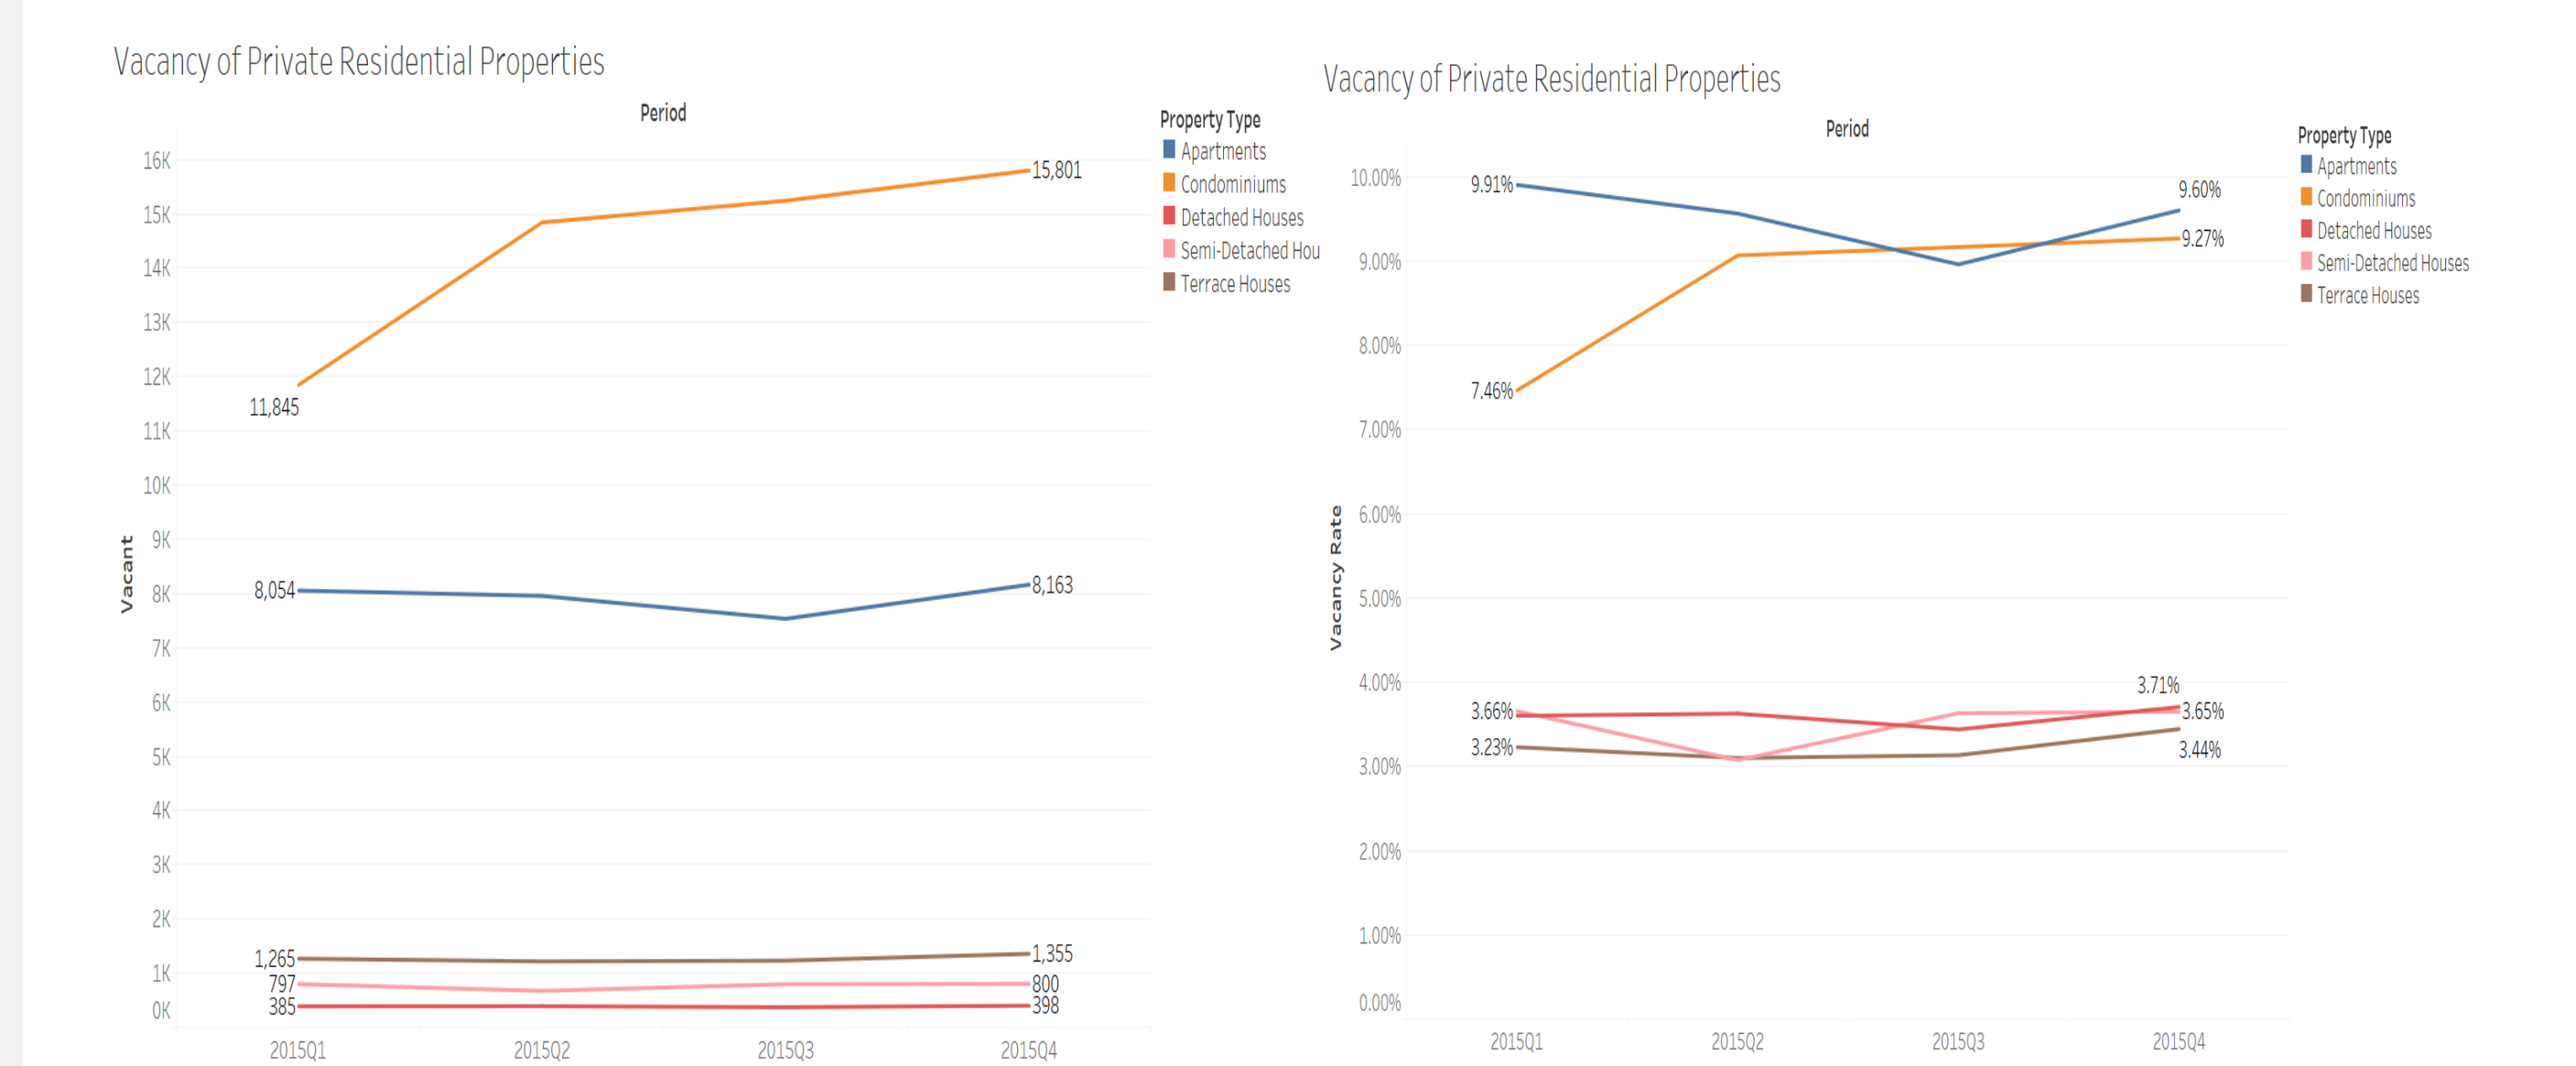 Vacancy of Private Residential Properties
Period
16K
15K
14K
13K
12K
11K
10K
9K
8K
7K
6K
5K
4K
3K
2K
1K
0K
Vacant
15,801
11,845
8,054
8,163
1,265
1,355
797
800
385
398
2015Q1 2015Q2 2015Q3 2015Q4
Property Type
Apartments
Condominiums
Detached Houses
Semi-Detached Hou
Terrace Houses
Vacancy of Private Residential Properties
Period
10.00%
9.00%
8.00%
7.00%
6.00%
5.00%
4.00%
3.00%
2.00%
1.00%
0.00%
Vacancy Rate
9.91%
9.60%
9.27%
7.46%
3.71%
3.66%
3.65%
3.23%
3.44%
2015Q1 2015Q2 2015Q3 2015Q4
Property Type
Apartments
Condominiums
Detached Houses
Semi-Detached Houses
Terrace Houses